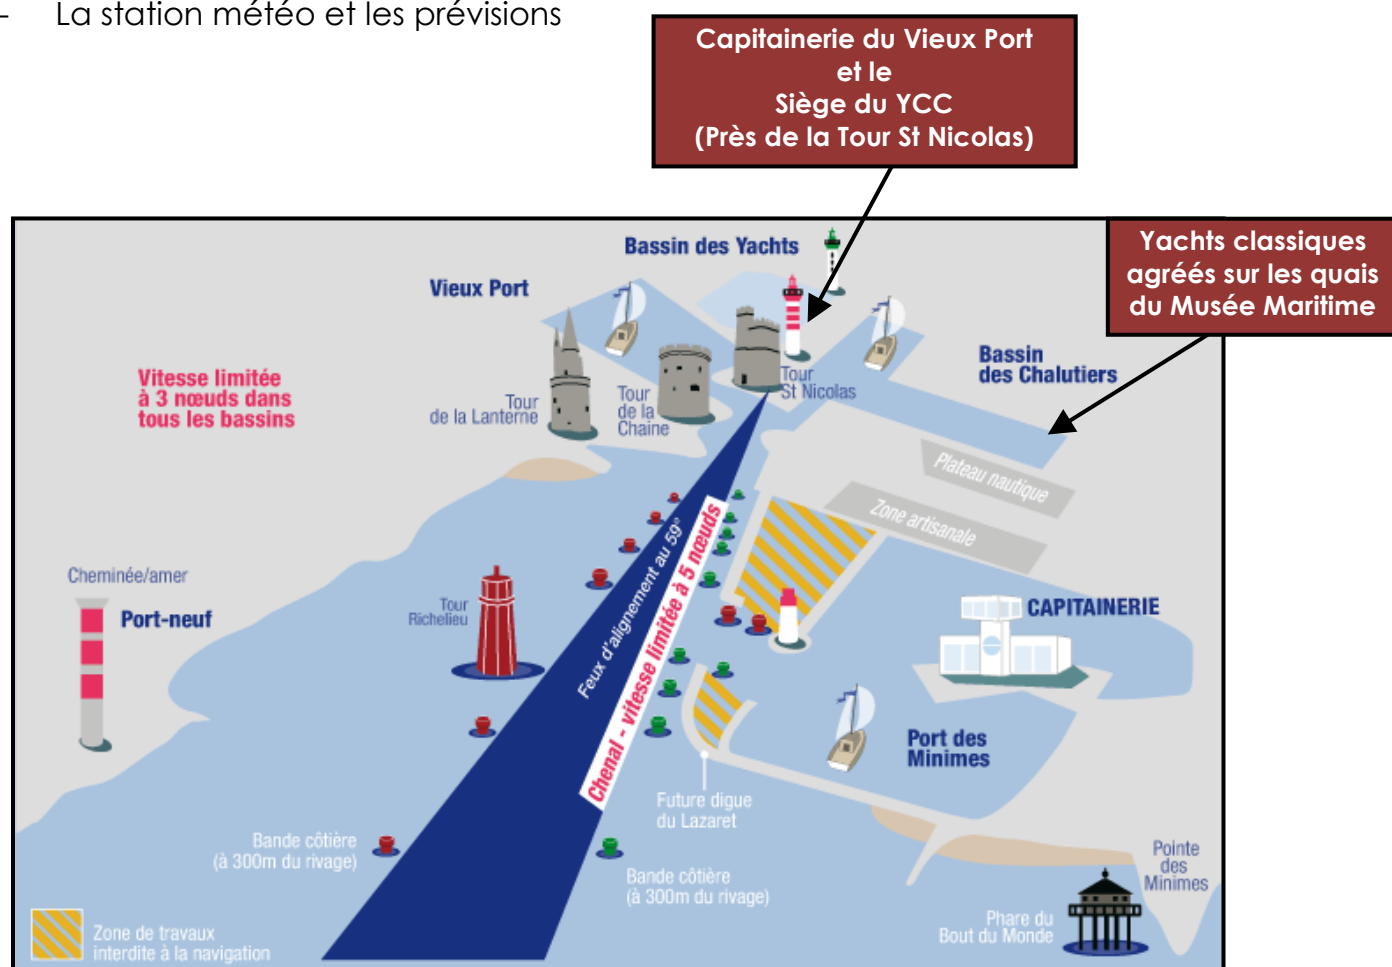 - La station météo et les prévisions
Capitainerie du Vieux Port
et le
Siège du YCC
(Près de la Tour St Nicolas)
Yachts classiques
agréés sur les quais
du Musée Maritime
Bassin des Yachts
Vieux Port
Bassin
des Chalutiers
Vitesse limitée
à 3 nœuds dans
tous les bassins
Tour
de la Lanterne
Tour
de la
Chaine
Tour
St Nicolas
Plateau nautique
Zone artisanale
Feux d'alignement au 59°
Chenal - vitesse limitée à 5 nœuds
Cheminée/amer
Port-neuf
Tour
Richelieu
CAPITAINERIE
Port des
Minimes
Future digue
du Lazaret
Bande côtière
(à 300m du rivage)
Bande côtière
(à 300m du rivage)
Pointe
des
Minimes
Phare du
Bout du Monde
Zone de travaux
interdite à la navigation